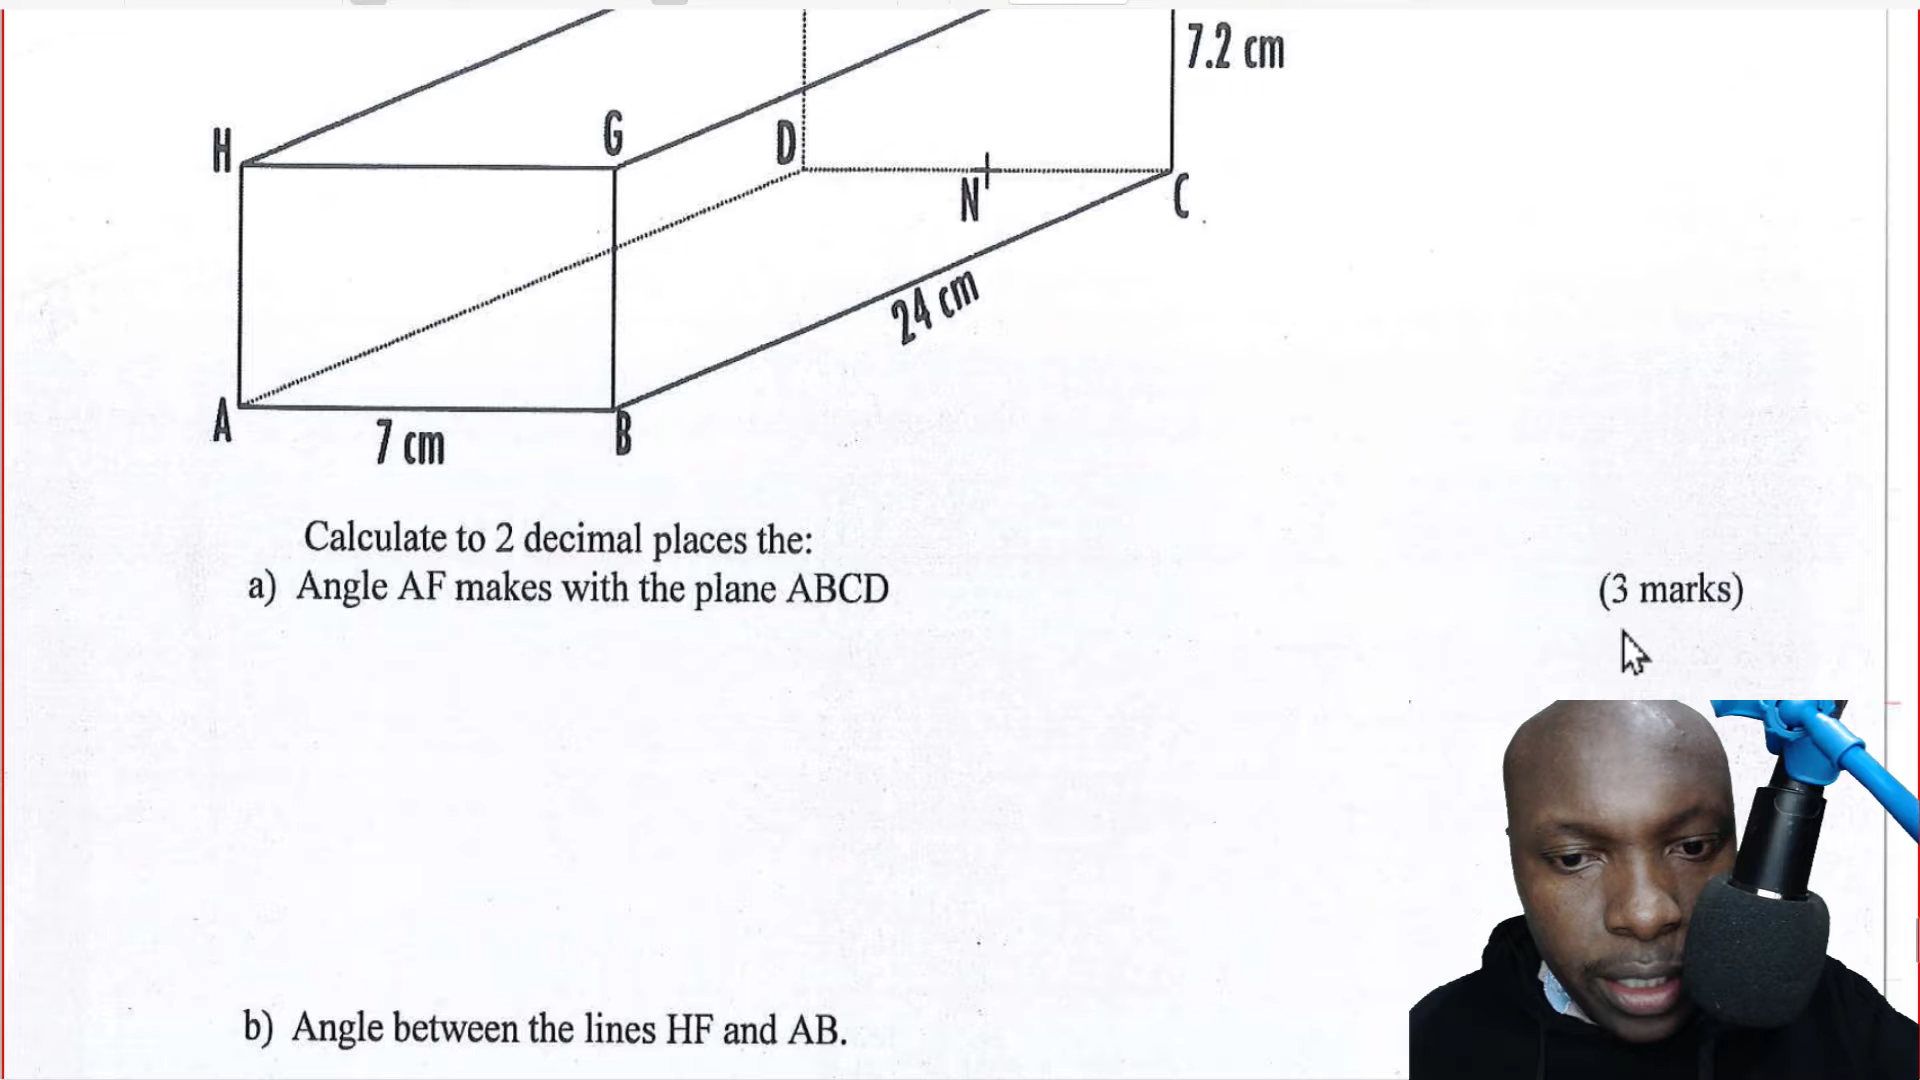 7.2 cm
H
G
D
N
C
24 cm
A
7 cm
B
Calculate to 2 decimal places the:
a) Angle AF makes with the plane ABCD (3 marks)
b) Angle between the lines HF and AB.